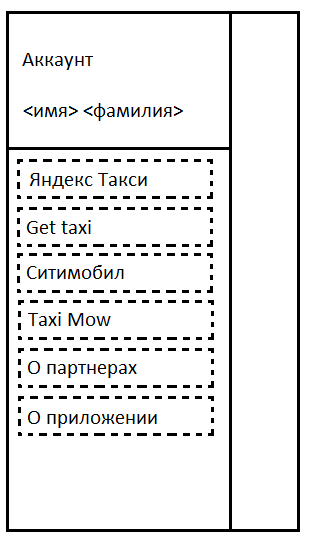 Аккаунт
<имя> <фамилия>
Яндекс Такси
Get taxi
Ситимобил
Taxi Mow
О партнерах
О приложении